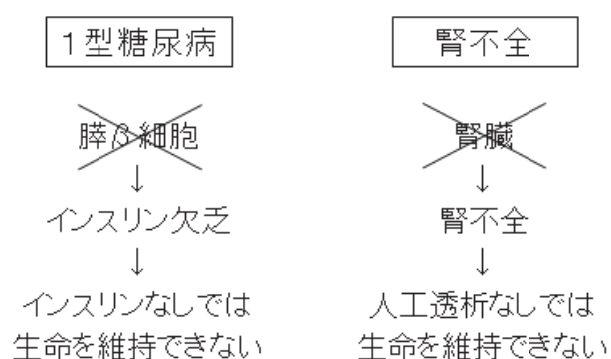 1型糖尿病
膵β細胞
↓
インスリン欠乏
↓
インスリンなしでは
生命を維持できない
腎不全
腎臓
↓
腎不全
↓
人工透析なしでは
生命を維持できない